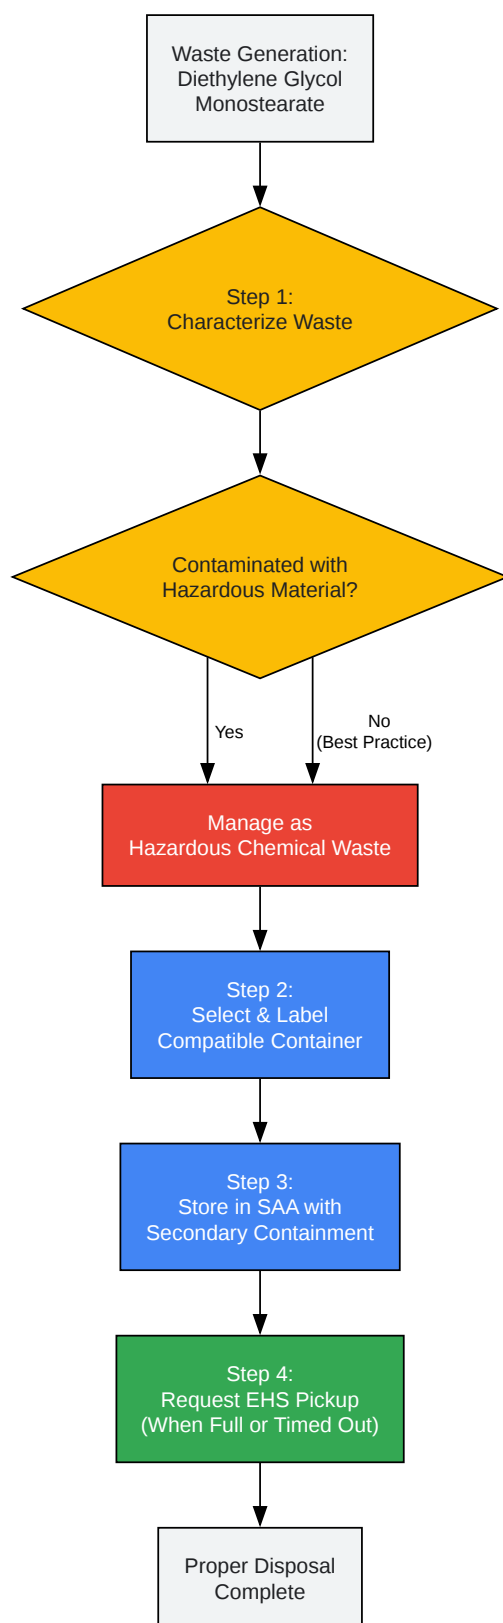 Waste Generation:
Diethylene Glycol
Monostearate
Step 1:
Characterize Waste
Contaminated with
Hazardous Material?
Yes
No
(Best Practice)
Manage as
Hazardous Chemical Waste
Step 2:
Select & Label
Compatible Container
Step 3:
Store in SAA with
Secondary Containment
Step 4:
Request EHS Pickup
(When Full or Timed Out)
Proper Disposal
Complete